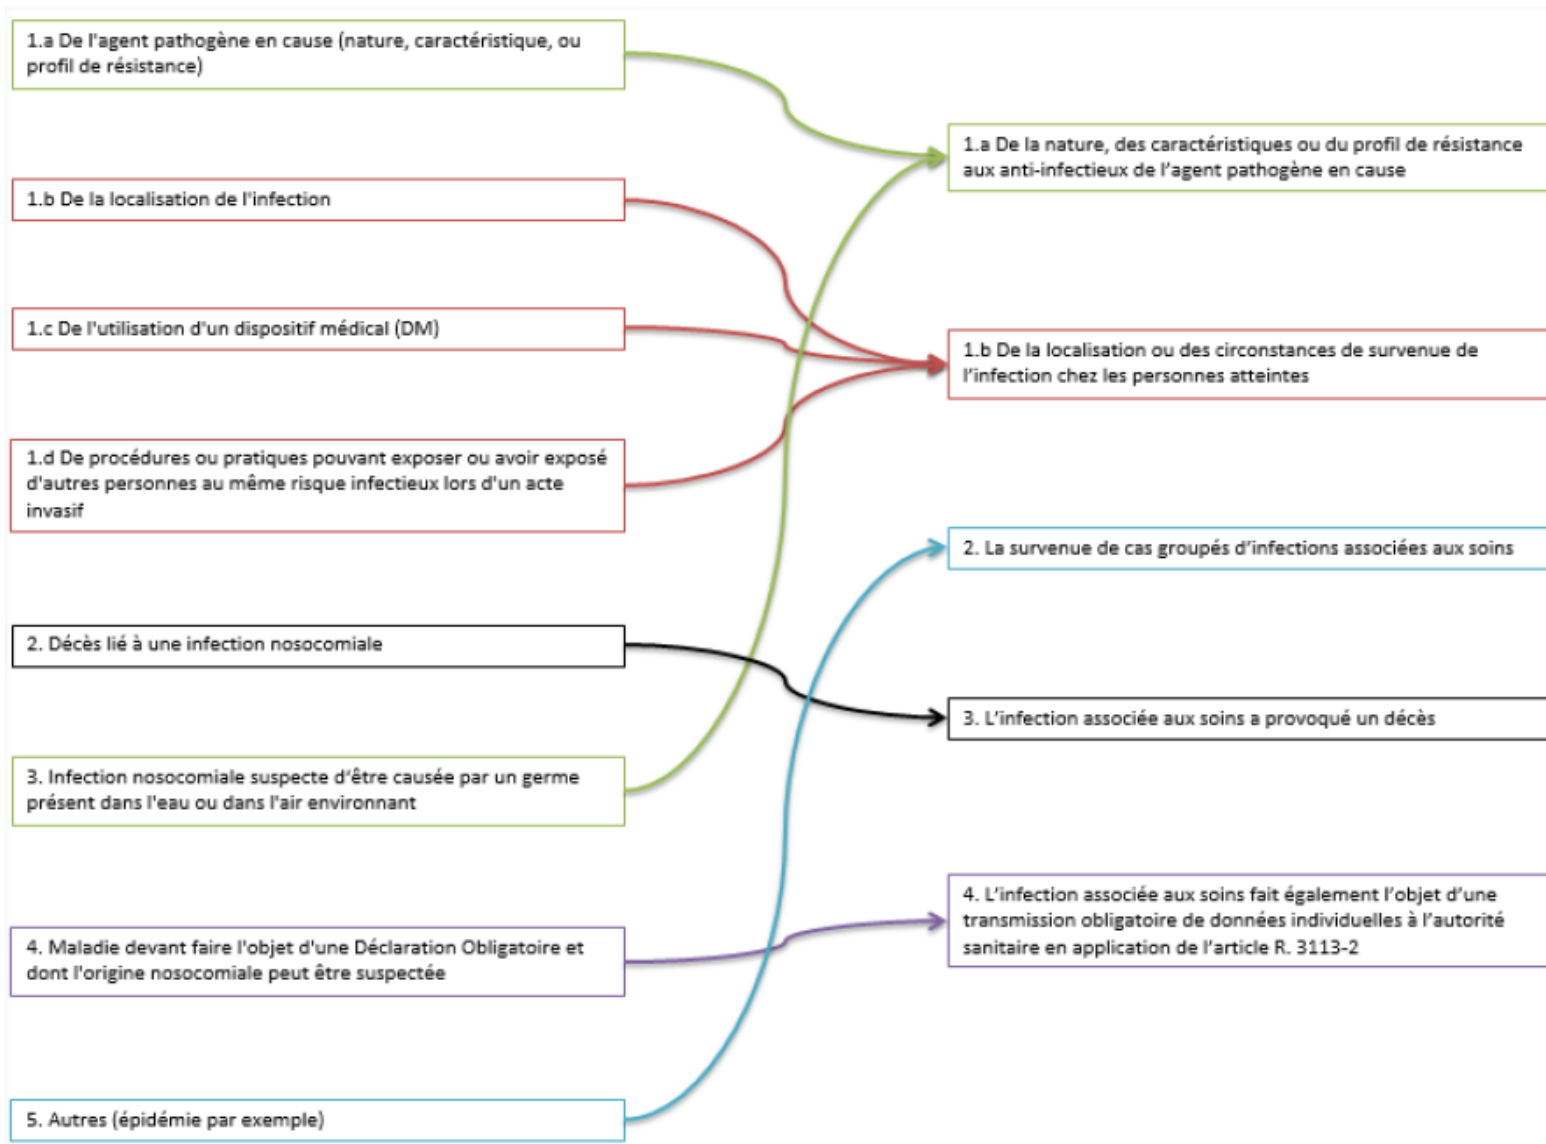 1.a De l'agent pathogène en cause (nature, caractéristique, ou
profil de résistance)
1.b De la localisation de l'infection
1.c De l'utilisation d'un dispositif médical (DM)
1.d De procédures ou pratiques pouvant exposer ou avoir exposé
d'autres personnes au même risque infectieux lors d'un acte
invasif
2. Décès lié à une infection nosocomiale
3. Infection nosocomiale suspecte d’être causée par un germe
présent dans l'eau ou dans l'air environnant
4. Maladie devant faire l'objet d'une Déclaration Obligatoire et
dont l'origine nosocomiale peut être suspectée
5. Autres (épidémie par exemple)
1.a De la nature, des caractéristiques ou du profil de résistance
aux anti-infectieux de l’agent pathogène en cause
1.b De la localisation ou des circonstances de survenue de
l’infection chez les personnes atteintes
2. La survenue de cas groupés d’infections associées aux soins
3. L’infection associée aux soins a provoqué un décès
4. L’infection associée aux soins fait également l’objet d’une
transmission obligatoire de données individuelles à l’autorité
sanitaire en application de l’article R. 3113-2